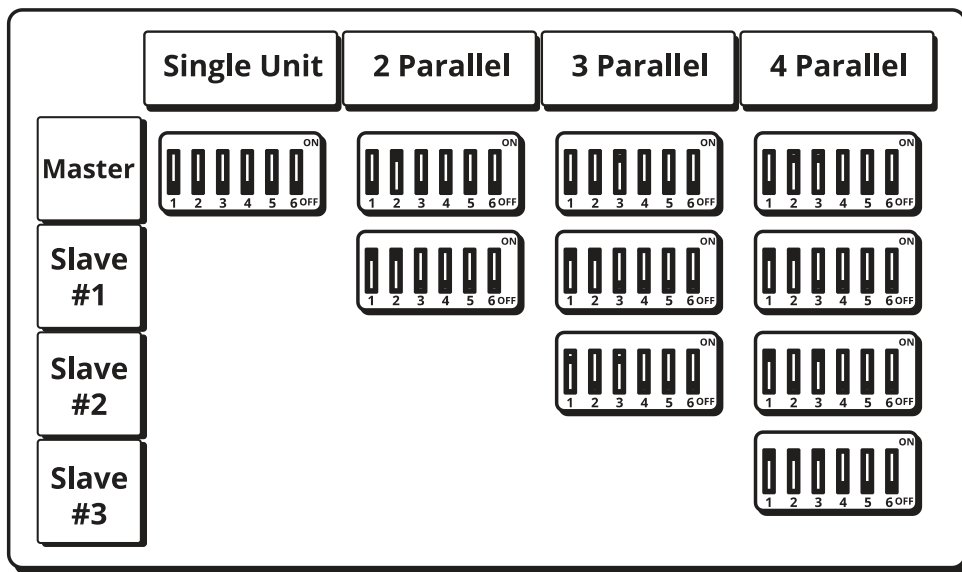 Single Unit 2 Parallel 3 Parallel 4 Parallel
Master
ON ON ON ON
1 2 3 4 5 6 OFF 1 2 3 4 5 6 OFF 1 2 3 4 5 6 OFF 1 2 3 4 5 6 OFF
Slave
#1
ON ON ON
1 2 3 4 5 6 OFF 1 2 3 4 5 6 OFF 1 2 3 4 5 6 OFF
Slave
#2
ON ON
1 2 3 4 5 6 OFF 1 2 3 4 5 6 OFF
Slave
#3
ON
1 2 3 4 5 6 OFF